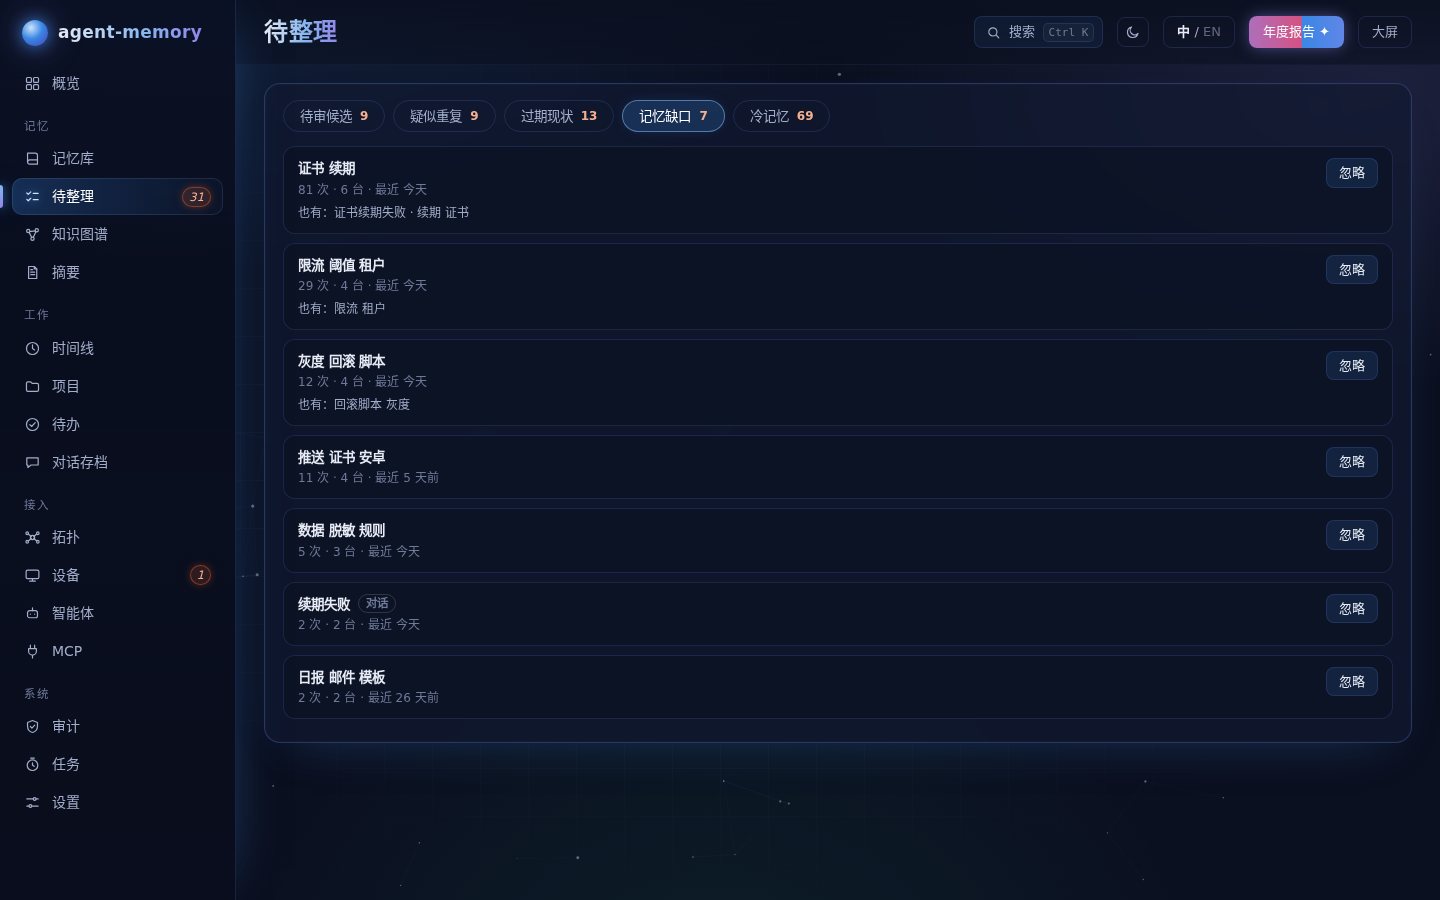 agent-memory
概览
记忆
记忆库
待整理 31
知识图谱
摘要
工作
时间线
项目
待办
对话存档
接入
拓扑
设备 1
智能体
MCP
系统
审计
任务
设置
待整理
搜索 Ctrl K
中 / EN
年度报告 ✦
大屏
待审候选 9
疑似重复 9
过期现状 13
记忆缺口 7
冷记忆 69
证书 续期
81 次 · 6 台 · 最近 今天
也有：证书续期失败 · 续期 证书
忽略
限流 阈值 租户
29 次 · 4 台 · 最近 今天
也有：限流 租户
忽略
灰度 回滚 脚本
12 次 · 4 台 · 最近 今天
也有：回滚脚本 灰度
忽略
推送 证书 安卓
11 次 · 4 台 · 最近 5 天前
忽略
数据 脱敏 规则
5 次 · 3 台 · 最近 今天
忽略
续期失败 对话
2 次 · 2 台 · 最近 今天
忽略
日报 邮件 模板
2 次 · 2 台 · 最近 26 天前
忽略